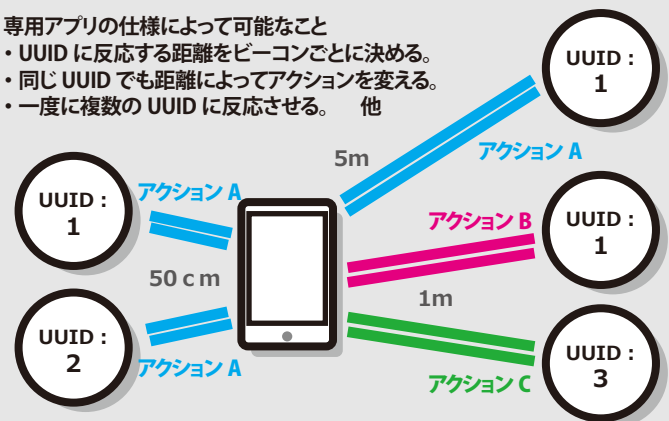 専用アプリの仕様によって可能なこと
・UUID に反応する距離をビーコンごとに決める。
・同じ UUID でも距離によってアクションを変える。
・一度に複数の UUID に反応させる。 他
UUID：
1
5m
アクション A
アクション A
UUID：
1
アクション B
UUID：
1
50ｃｍ
1m
UUID：
2
アクション A
アクション C
UUID：
3